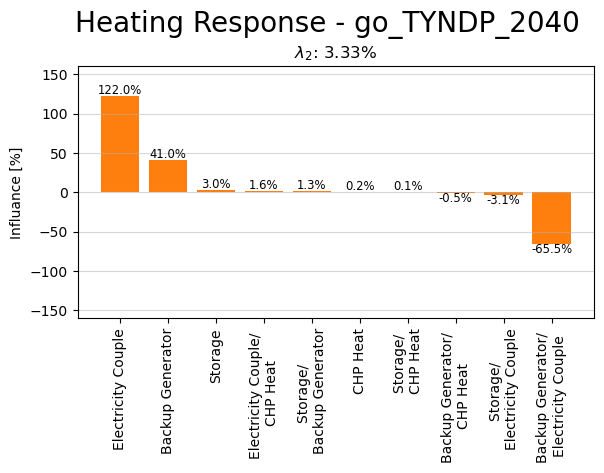 Heating Response - go_TYNDP_2040
λ₂: 3.33%
Influance [%]
150
100
50
0
−50
−100
−150
122.0%
41.0%
3.0%
1.6%
1.3%
0.2%
0.1%
-0.5%
-3.1%
-65.5%
Electricity Couple
Backup Generator
Storage
Electricity Couple/
CHP Heat
Storage/
Backup Generator
CHP Heat
Storage/
CHP Heat
Backup Generator/
CHP Heat
Storage/
Electricity Couple
Backup Generator/
Electricity Couple